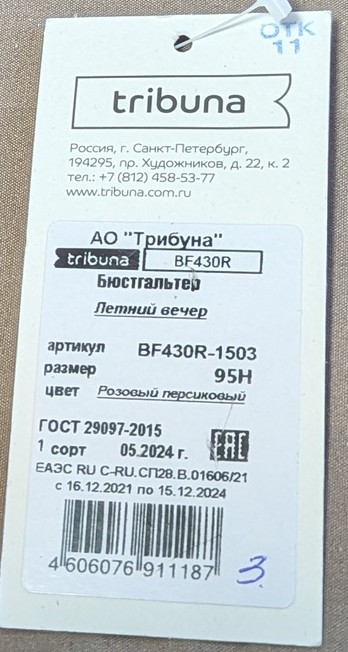 ОТК
11
tribuna
Россия, г. Санкт-Петербург,
194295, пр. Художников, д. 22, к. 2
тел.: +7 (812) 458-53-77
www.tribuna.com.ru
АО "Трибуна"
tribuna BF430R
Бюстгальтер
Летний вечер
артикул BF430R-1503
размер 95H
цвет Розовый персиковый
ГОСТ 29097-2015
1 сорт 05.2024 г. EAC
ЕАЭС RU С-RU.СП28.В.01606/21
с 16.12.2021 по 15.12.2024
4 606076 911187 3